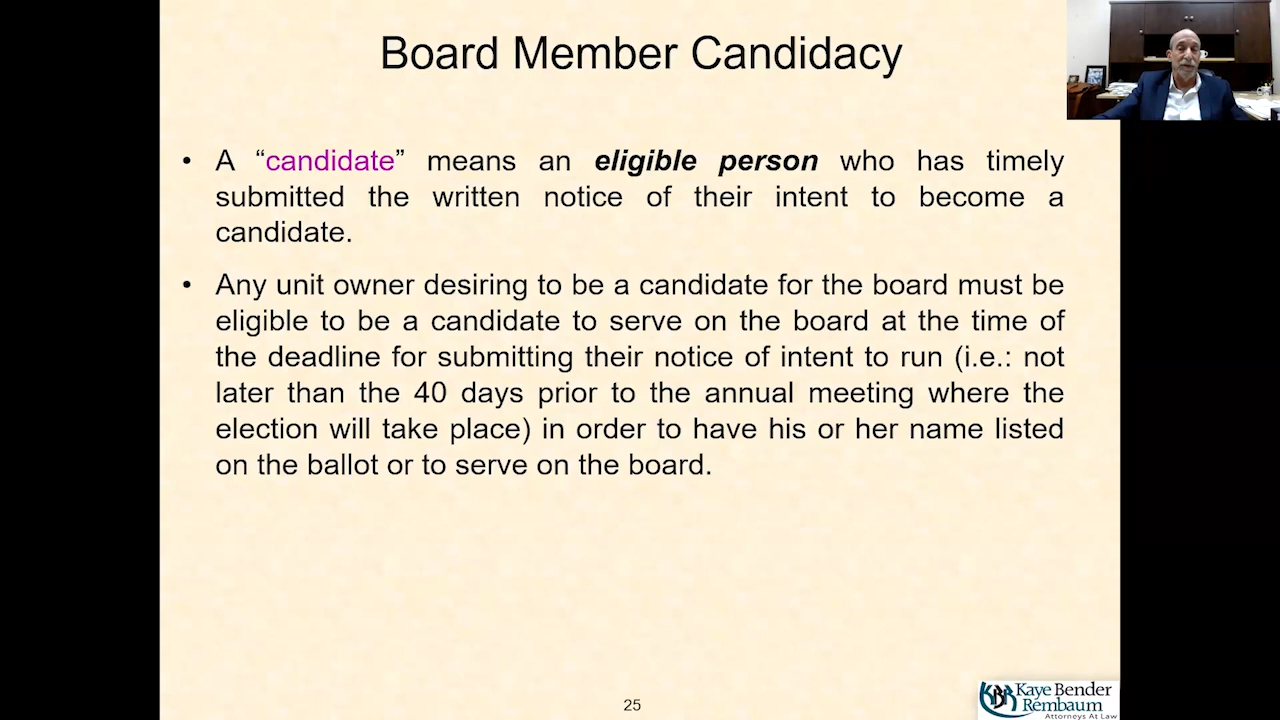 Board Member Candidacy
• A “candidate” means an eligible person who has timely
submitted the written notice of their intent to become a
candidate.
• Any unit owner desiring to be a candidate for the board must be
eligible to be a candidate to serve on the board at the time of
the deadline for submitting their notice of intent to run (i.e.: not
later than the 40 days prior to the annual meeting where the
election will take place) in order to have his or her name listed
on the ballot or to serve on the board.
25
KBR Kaye Bender
Rembaum
Attorneys At Law